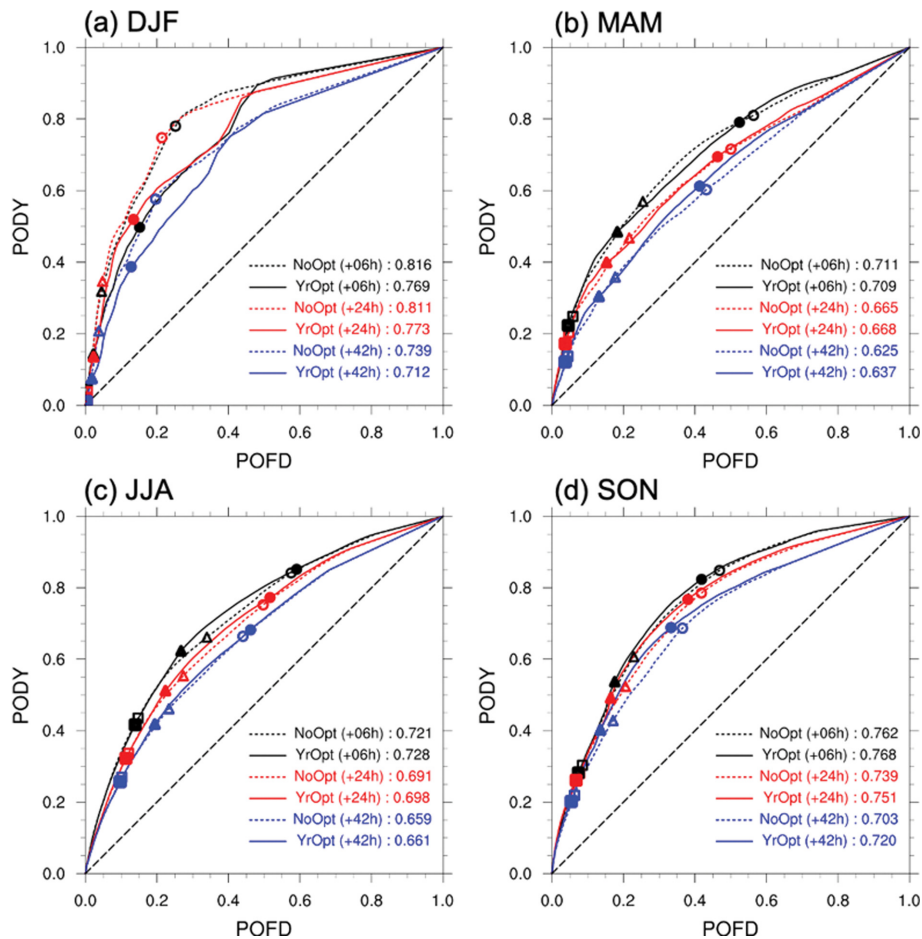 (a) DJF
1.0
0.8
0.6
0.4
0.2
0.0
PODY
NoOpt (+06h) : 0.816
YrOpt (+06h) : 0.769
NoOpt (+24h) : 0.811
YrOpt (+24h) : 0.773
NoOpt (+42h) : 0.739
YrOpt (+42h) : 0.712
0.0 0.2 0.4 0.6 0.8 1.0
POFD
(b) MAM
1.0
0.8
0.6
0.4
0.2
0.0
PODY
NoOpt (+06h) : 0.711
YrOpt (+06h) : 0.709
NoOpt (+24h) : 0.665
YrOpt (+24h) : 0.668
NoOpt (+42h) : 0.625
YrOpt (+42h) : 0.637
0.0 0.2 0.4 0.6 0.8 1.0
POFD
(c) JJA
1.0
0.8
0.6
0.4
0.2
0.0
PODY
NoOpt (+06h) : 0.721
YrOpt (+06h) : 0.728
NoOpt (+24h) : 0.691
YrOpt (+24h) : 0.698
NoOpt (+42h) : 0.659
YrOpt (+42h) : 0.661
0.0 0.2 0.4 0.6 0.8 1.0
POFD
(d) SON
1.0
0.8
0.6
0.4
0.2
0.0
PODY
NoOpt (+06h) : 0.762
YrOpt (+06h) : 0.768
NoOpt (+24h) : 0.739
YrOpt (+24h) : 0.751
NoOpt (+42h) : 0.703
YrOpt (+42h) : 0.720
0.0 0.2 0.4 0.6 0.8 1.0
POFD